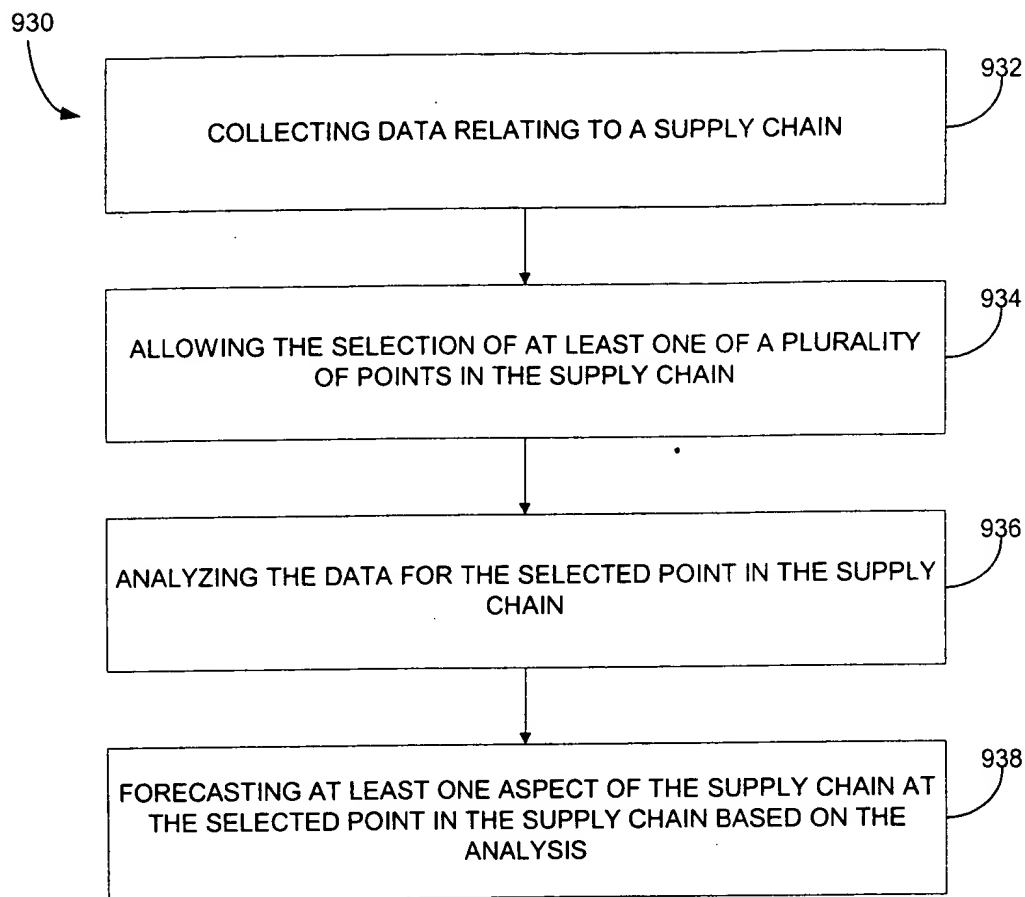 930
932
COLLECTING DATA RELATING TO A SUPPLY CHAIN
934
ALLOWING THE SELECTION OF AT LEAST ONE OF A PLURALITY
OF POINTS IN THE SUPPLY CHAIN
936
ANALYZING THE DATA FOR THE SELECTED POINT IN THE SUPPLY
CHAIN
938
FORECASTING AT LEAST ONE ASPECT OF THE SUPPLY CHAIN AT
THE SELECTED POINT IN THE SUPPLY CHAIN BASED ON THE
ANALYSIS